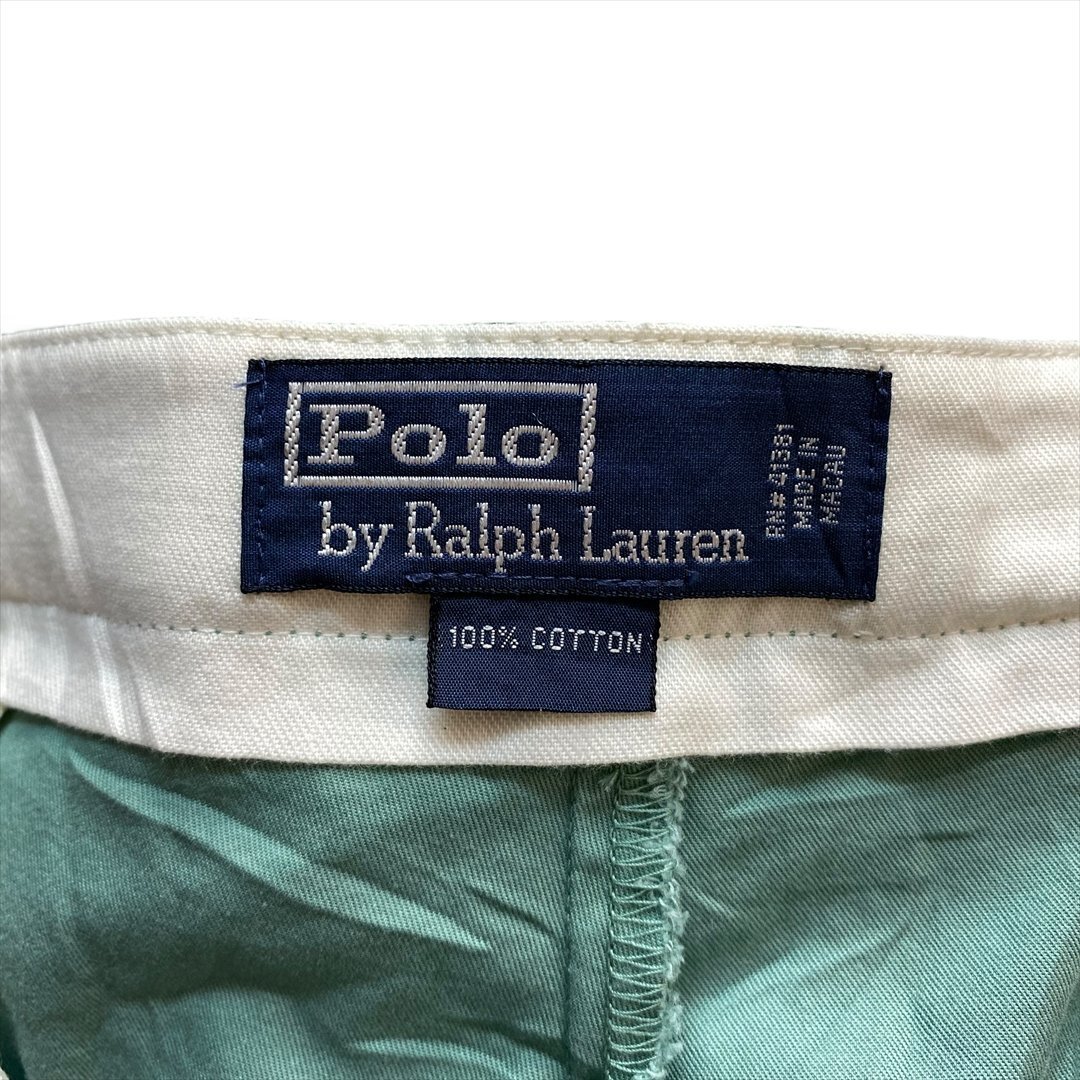 Polo
by Ralph Lauren
RN# 41381
MADE IN
MACAU
100% COTTON